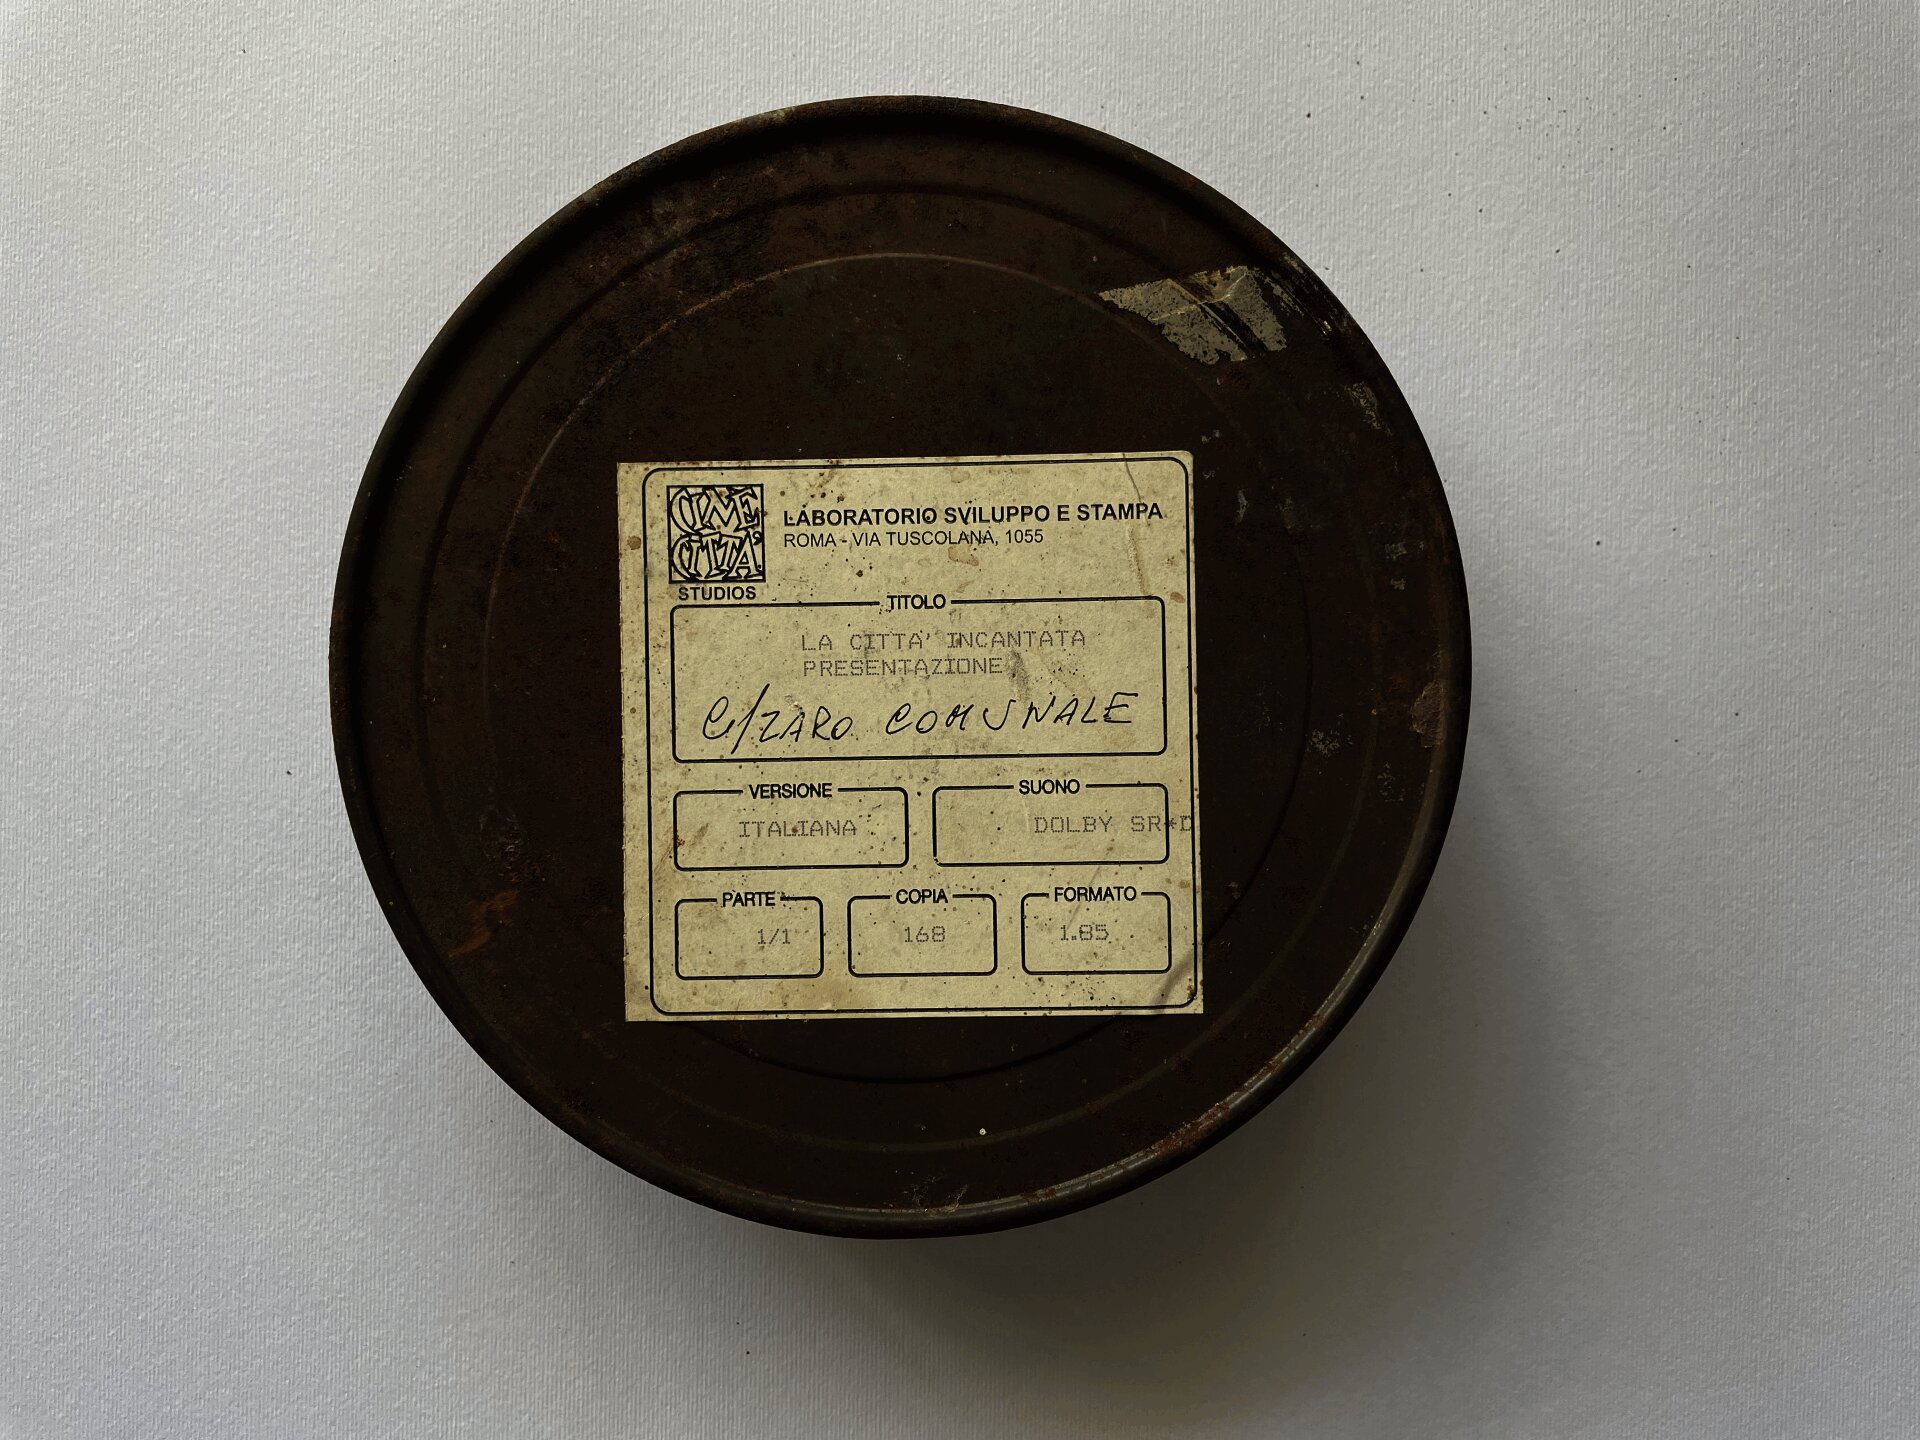 CINE
CITTA'
STUDIOS
LABORATORIO SVILUPPO E STAMPA
ROMA - VIA TUSCOLANA, 1055
TITOLO
LA CITTA' INCANTATA
PRESENTAZIONE
C/ZARO COMUNALE
VERSIONE
ITALIANA
SUONO
DOLBY SR*D
PARTE
1/1
COPIA
168
FORMATO
1.85